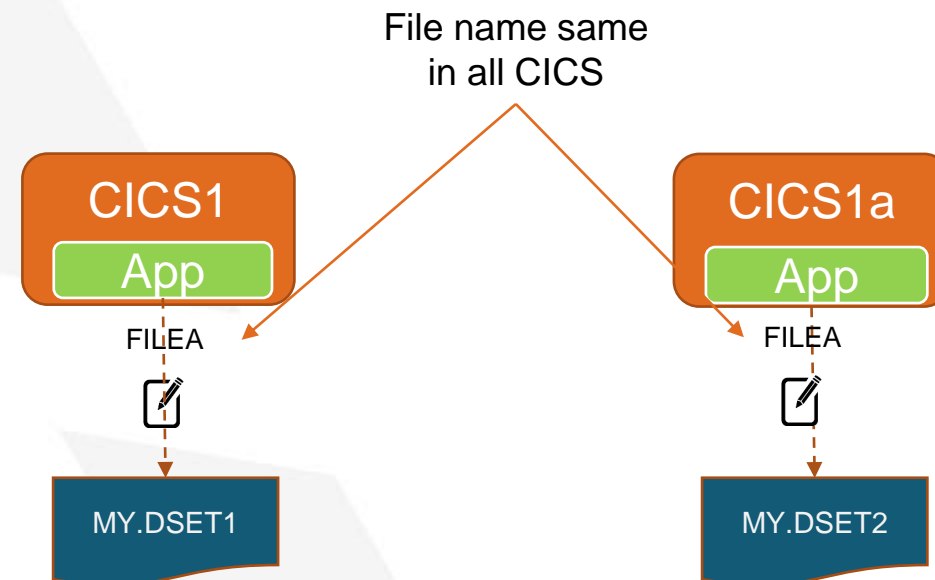 File name same
in all CICS
CICS1
App
FILEA
MY.DSET1
CICS1a
App
FILEA
MY.DSET2